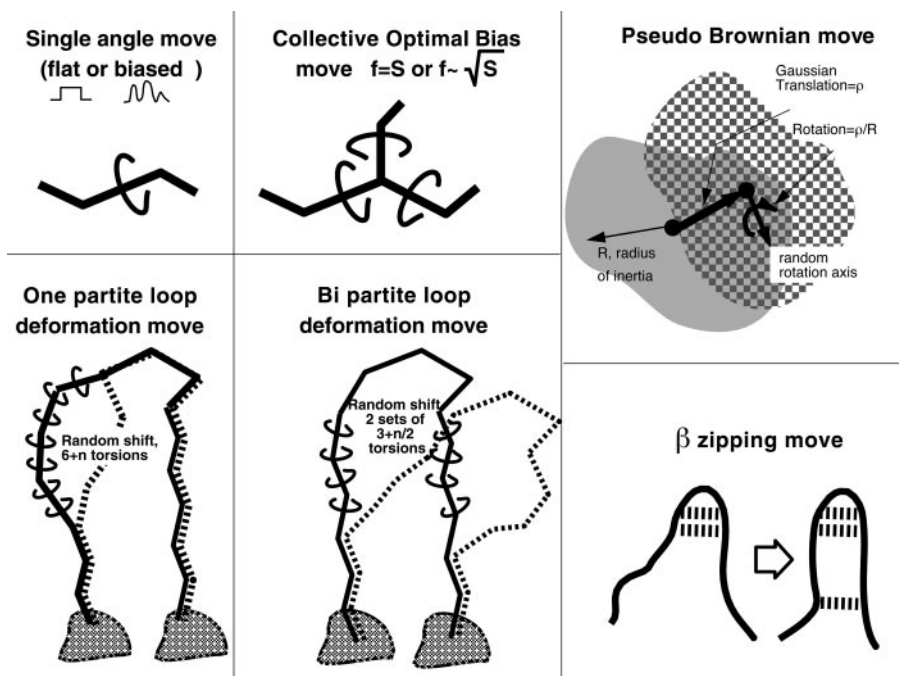 Single angle move
(flat or biased )
Collective Optimal Bias
move f=S or f~ √S
Pseudo Brownian move
Gaussian
Translation=ρ
Rotation=ρ/R
R, radius
of inertia
random
rotation axis
One partite loop
deformation move
Random shift,
6+n torsions
Bi partite loop
deformation move
Random shift,
2 sets of
3+n/2
torsions
β zipping move